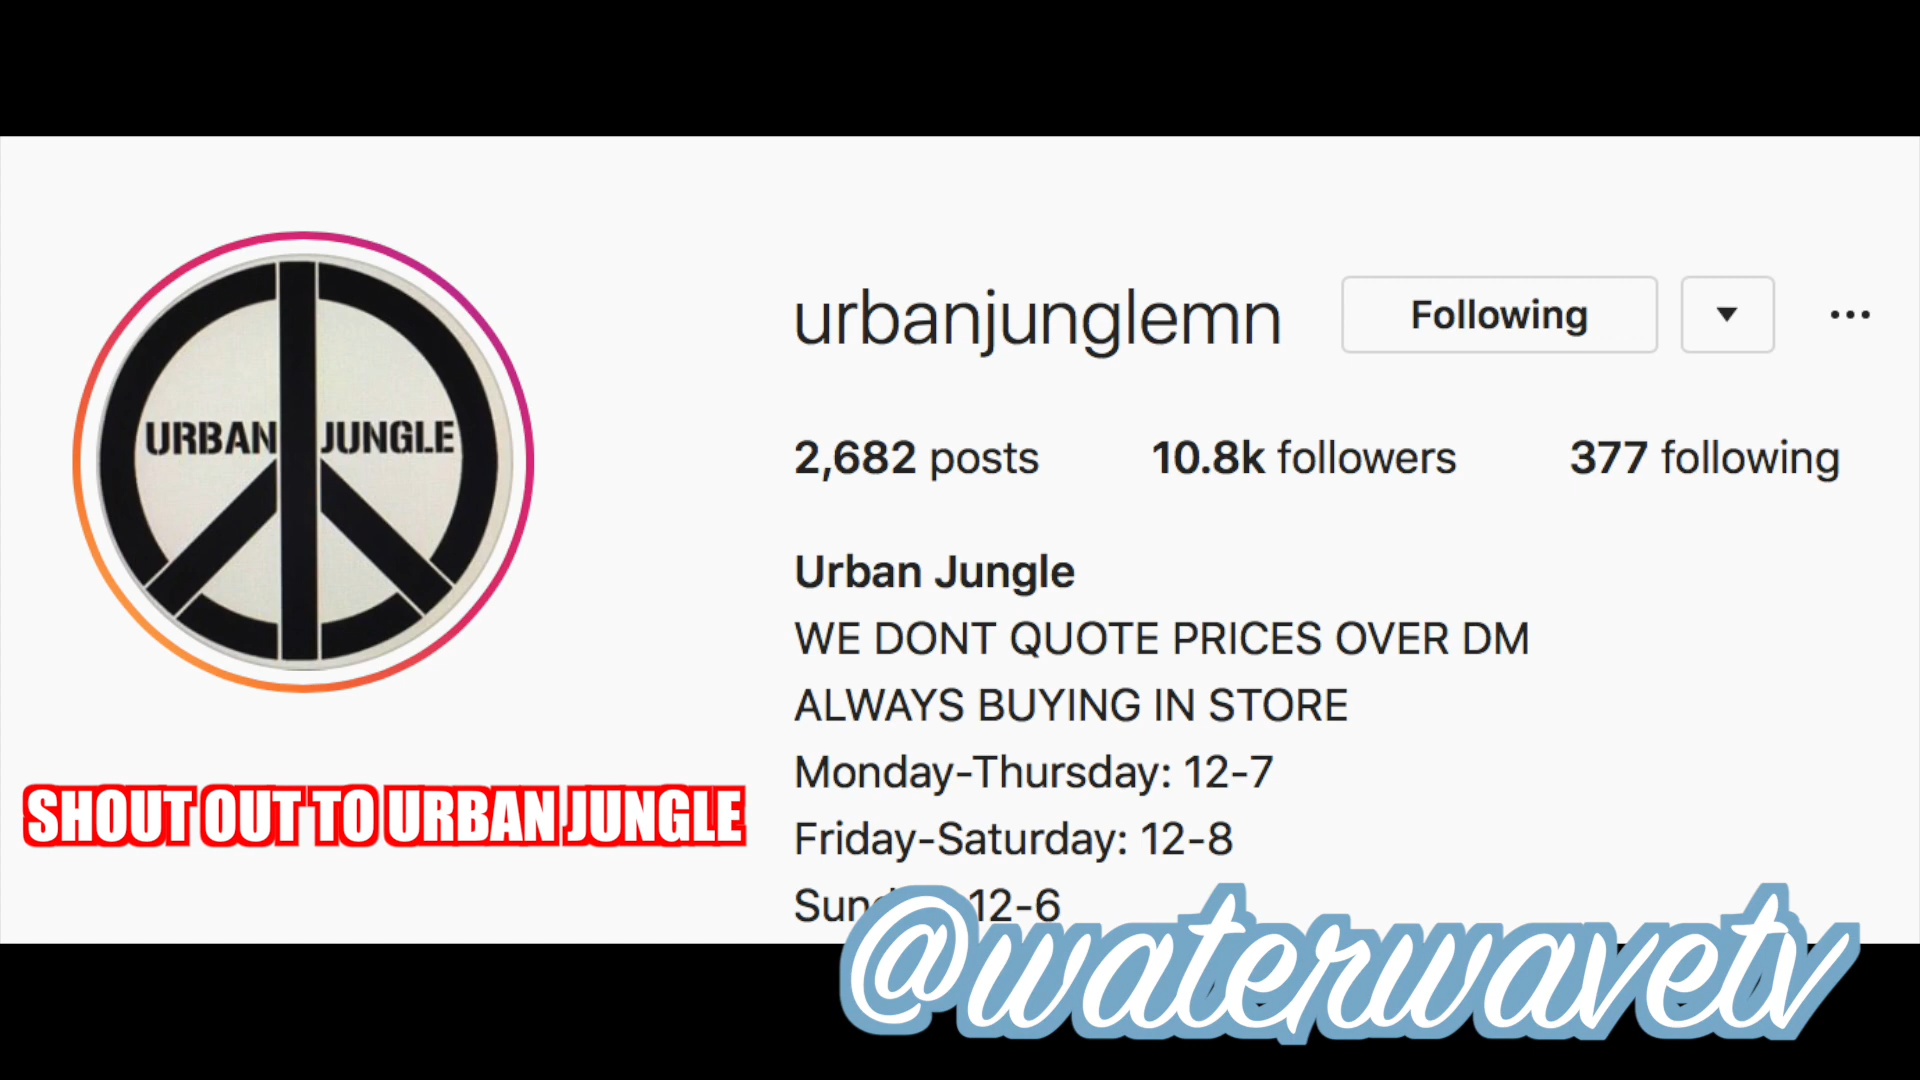 URBAN JUNGLE
urbanjunglemn Following
2,682 posts 10.8k followers 377 following
Urban Jungle
WE DONT QUOTE PRICES OVER DM
ALWAYS BUYING IN STORE
Monday-Thursday: 12-7
Friday-Saturday: 12-8
12-6
SHOUT OUT TO URBAN JUNGLE
@waterwavetv